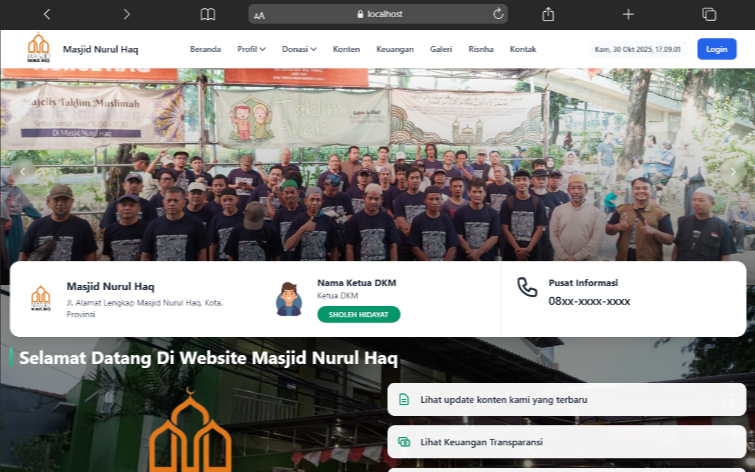 AA
localhost
MASJID
NURUL HAQ
Masjid Nurul Haq
Beranda
Profil
Donasi
Konten
Keuangan
Galeri
Risnha
Kontak
Kam, 30 Okt 2025, 17.09.01
Login
Majelis Taklim Muslimah
Di Masjid Nurul Haq
Masjid Nurul Haq
Jl. Alamat Lengkap Masjid Nurul Haq, Kota,
Provinsi
Nama Ketua DKM
Ketua DKM
SHOLEH HIDAYAT
Pusat Informasi
08xx-xxxx-xxxx
Selamat Datang Di Website Masjid Nurul Haq
Lihat update konten kami yang terbaru
Lihat Keuangan Transparansi